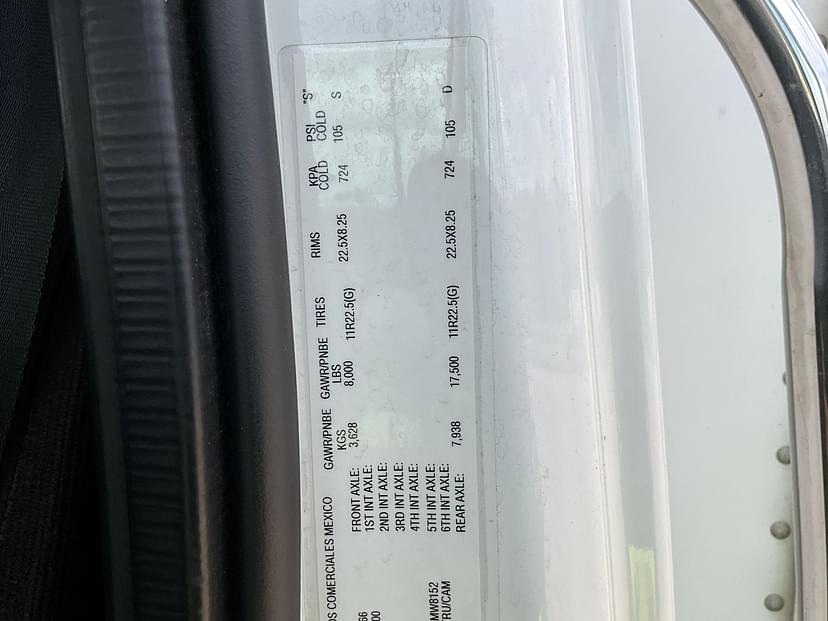 OS COMERCIALES MEXICO GAWR/PNBE GAWR/PNBE TIRES RIMS KPA PSI "S"
KGS LBS COLD COLD
66 FRONT AXLE: 3,628 8,000 11R22.5(G) 22.5X8.25 724 105 S
00 1ST INT AXLE:
2ND INT AXLE:
3RD INT AXLE:
4TH INT AXLE:
5TH INT AXLE:
MW8152 6TH INT AXLE:
RU/CAM REAR AXLE: 7,938 17,500 11R22.5(G) 22.5X8.25 724 105 D